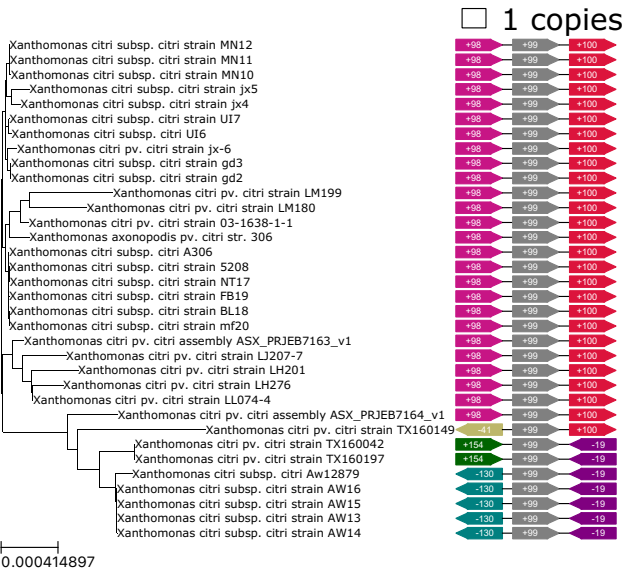 1 copies
Xanthomonas citri subsp. citri strain MN12 +98 +99 +100
Xanthomonas citri subsp. citri strain MN11 +98 +99 +100
Xanthomonas citri subsp. citri strain MN10 +98 +99 +100
Xanthomonas citri subsp. citri strain jx5 +98 +99 +100
Xanthomonas citri subsp. citri strain jx4 +98 +99 +100
Xanthomonas citri subsp. citri strain UI7 +98 +99 +100
Xanthomonas citri subsp. citri UI6 +98 +99 +100
Xanthomonas citri pv. citri strain jx-6 +98 +99 +100
Xanthomonas citri subsp. citri strain gd3 +98 +99 +100
Xanthomonas citri subsp. citri strain gd2 +98 +99 +100
Xanthomonas citri pv. citri strain LM199 +98 +99 +100
Xanthomonas citri pv. citri strain LM180 +98 +99 +100
Xanthomonas citri pv. citri strain 03-1638-1-1 +98 +99 +100
Xanthomonas axonopodis pv. citri str. 306 +98 +99 +100
Xanthomonas citri subsp. citri A306 +98 +99 +100
Xanthomonas citri subsp. citri strain 5208 +98 +99 +100
Xanthomonas citri subsp. citri strain NT17 +98 +99 +100
Xanthomonas citri subsp. citri strain FB19 +98 +99 +100
Xanthomonas citri subsp. citri strain BL18 +98 +99 +100
Xanthomonas citri subsp. citri strain mf20 +98 +99 +100
Xanthomonas citri pv. citri assembly ASX_PRJEB7163_v1 +98 +99 +100
Xanthomonas citri pv. citri strain LJ207-7 +98 +99 +100
Xanthomonas citri pv. citri strain LH201 +98 +99 +100
Xanthomonas citri pv. citri strain LH276 +98 +99 +100
Xanthomonas citri pv. citri strain LL074-4 +98 +99 +100
Xanthomonas citri pv. citri assembly ASX_PRJEB7164_v1 +98 +99 +100
Xanthomonas citri pv. citri strain TX160149 -41 +99 +100
Xanthomonas citri pv. citri strain TX160042 +154 +99 -19
Xanthomonas citri pv. citri strain TX160197 +154 +99 -19
Xanthomonas citri subsp. citri Aw12879 -130 +99 -19
Xanthomonas citri subsp. citri strain AW16 -130 +99 -19
Xanthomonas citri subsp. citri strain AW15 -130 +99 -19
Xanthomonas citri subsp. citri strain AW13 -130 +99 -19
Xanthomonas citri subsp. citri strain AW14 -130 +99 -19
0.000414897